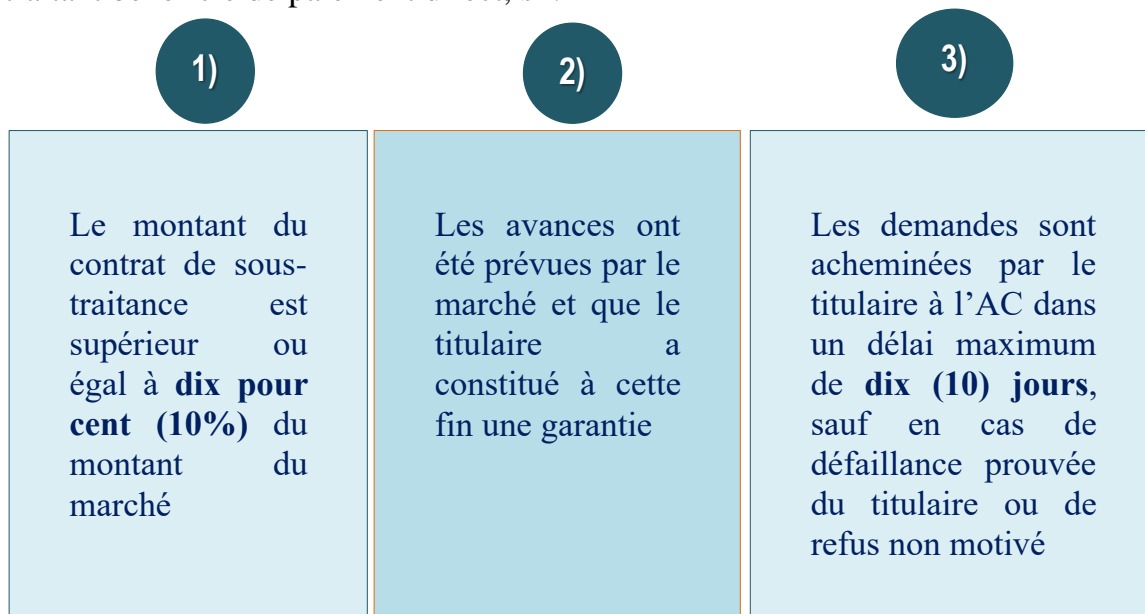 1)
Le montant du
contrat de sous-
traitance est
supérieur ou
égal à dix pour
cent (10%) du
montant du
marché
2)
Les avances ont
été prévues par le
marché et que le
titulaire a
constitué à cette
fin une garantie
3)
Les demandes sont
acheminées par le
titulaire à l’AC dans
un délai maximum
de dix (10) jours,
sauf en cas de
défaillance prouvée
du titulaire ou de
refus non motivé